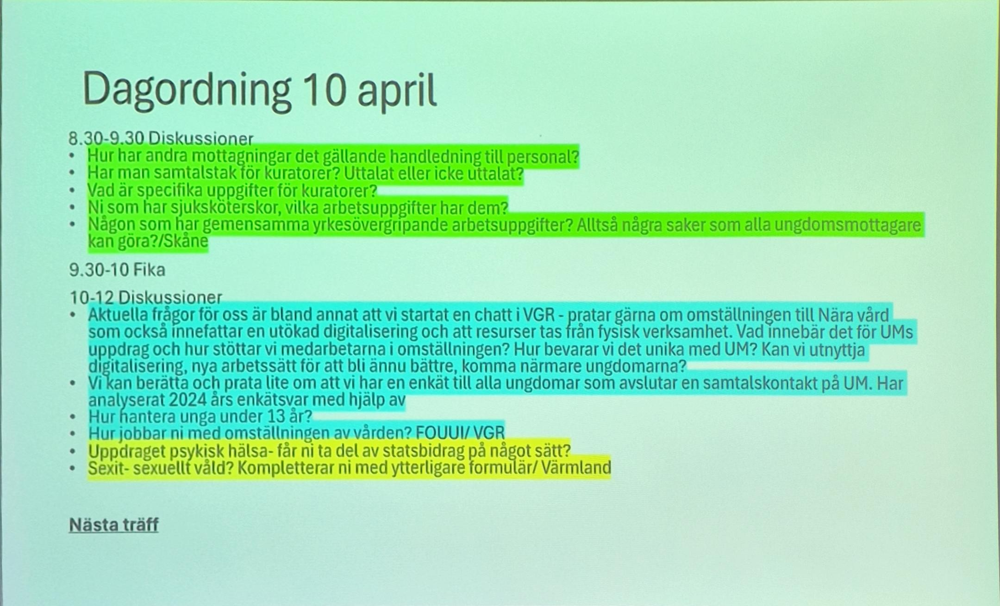 Dagordning 10 april
8.30-9.30 Diskussioner
• Hur har andra mottagningar det gällande handledning till personal?
• Har man samtalstak för kuratorer? Uttalat eller icke uttalat?
• Vad är specifika uppgifter för kuratorer?
• Ni som har sjuksköterskor, vilka arbetsuppgifter har dem?
• Någon som har gemensamma yrkesövergripande arbetsuppgifter? Alltså några saker som alla ungdomsmottagare
kan göra?/Skåne
9.30-10 Fika
10-12 Diskussioner
• Aktuella frågor för oss är bland annat att vi startat en chatt i VGR - pratar gärna om omställningen till Nära vård
som också innefattar en utökad digitalisering och att resurser tas från fysisk verksamhet. Vad innebär det för UMs
uppdrag och hur stöttar vi medarbetarna i omställningen? Hur bevarar vi det unika med UM? Kan vi utnyttja
digitalisering, nya arbetssätt för att bli ännu bättre, komma närmare ungdomarna?
• Vi kan berätta och prata lite om att vi har en enkät till alla ungdomar som avslutar en samtalskontakt på UM. Har
analyserat 2024 års enkätsvar med hjälp av
• Hur hantera unga under 13 år?
• Hur jobbar ni med omställningen av vården? FOUUI/ VGR
• Uppdraget psykisk hälsa- får ni ta del av statsbidrag på något sätt?
• Sexit- sexuellt våld? Kompletterar ni med ytterligare formulär/ Värmland
Nästa träff